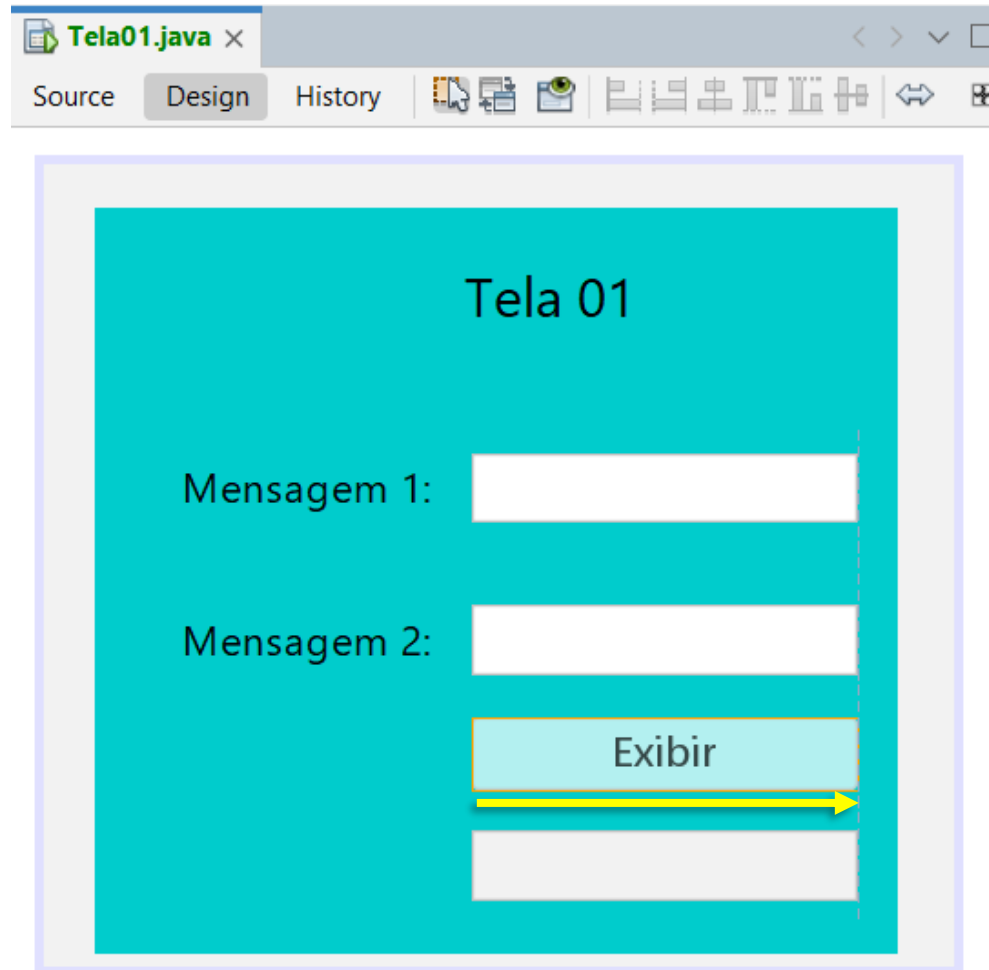 Tela01.java
Source Design History
Tela 01
Mensagem 1:
Mensagem 2:
Exibir